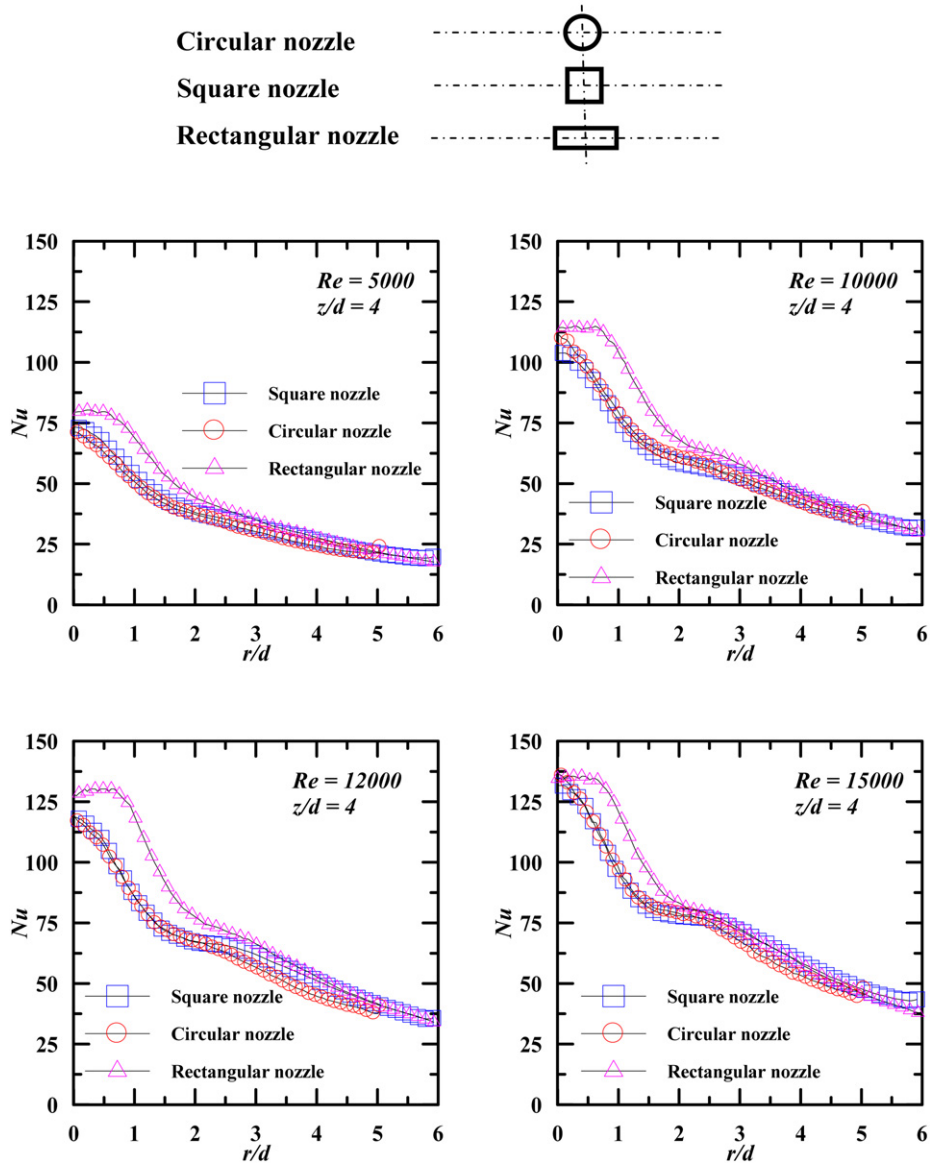 Circular nozzle
Square nozzle
Rectangular nozzle
150
125
100
75
50
25
0
Nu
Re = 5000
z/d = 4
Square nozzle
Circular nozzle
Rectangular nozzle
0 1 2 3 4 5 6
r/d
150
125
100
75
50
25
0
Nu
Re = 10000
z/d = 4
Square nozzle
Circular nozzle
Rectangular nozzle
0 1 2 3 4 5 6
r/d
150
125
100
75
50
25
0
Nu
Re = 12000
z/d = 4
Square nozzle
Circular nozzle
Rectangular nozzle
0 1 2 3 4 5 6
r/d
150
125
100
75
50
25
0
Nu
Re = 15000
z/d = 4
Square nozzle
Circular nozzle
Rectangular nozzle
0 1 2 3 4 5 6
r/d